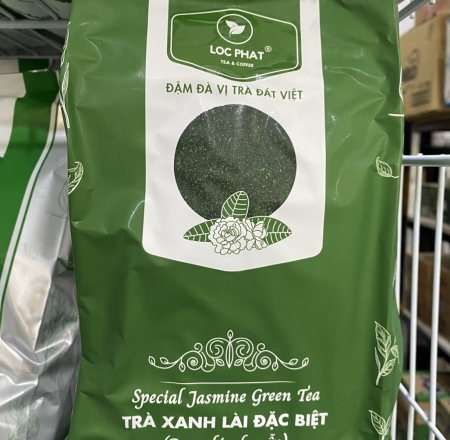 LOC PHAT®
TEA & COFFEE
ĐẬM ĐÀ VỊ TRÀ ĐẤT VIỆT
Special Jasmine Green Tea
TRÀ XANH LÀI ĐẶC BIỆT